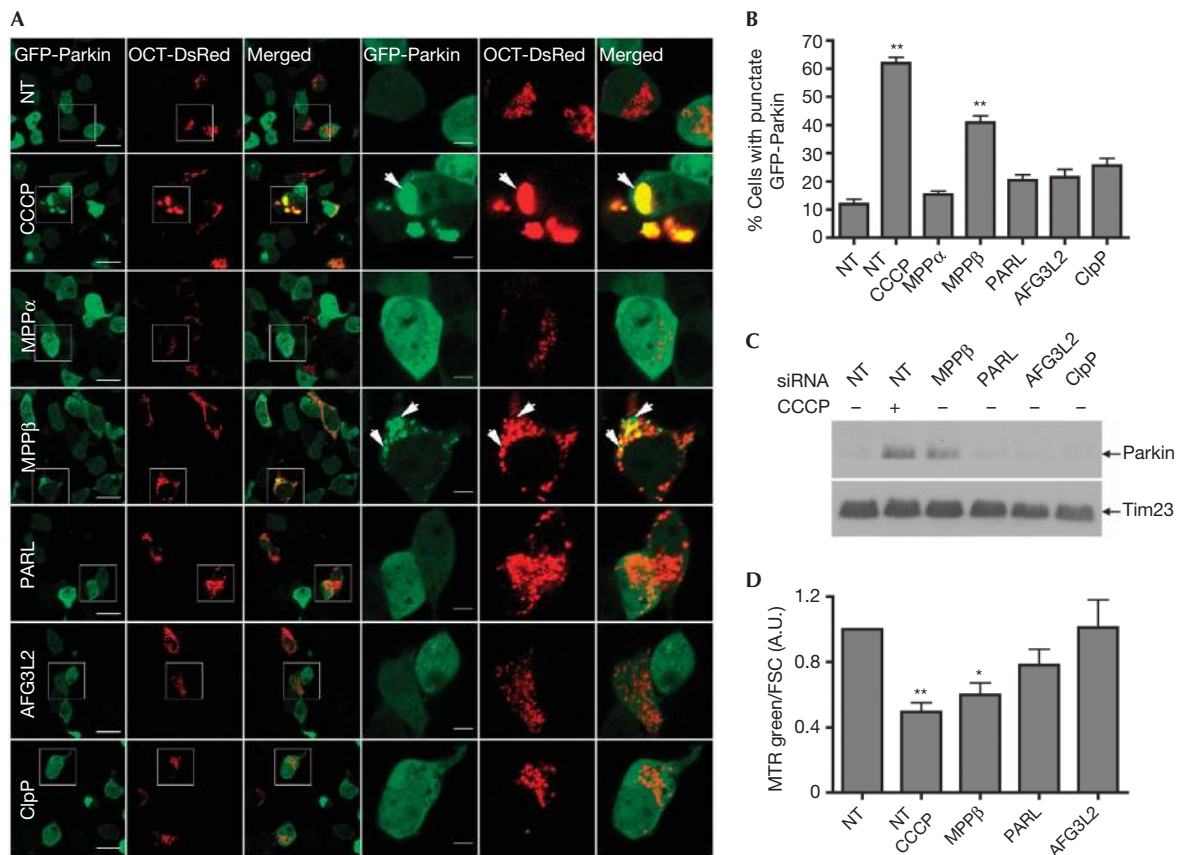 A
GFP-Parkin OCT-DsRed Merged GFP-Parkin OCT-DsRed Merged
NT
CCCP
MPPα
MPPβ
PARL
AFG3L2
ClpP
B
% Cells with punctate
GFP-Parkin
70
60
50
40
30
20
10
0
**
**
NT
NT
CCCP
MPPα
MPPβ
PARL
AFG3L2
ClpP
C
siRNA NT NT MPPβ PARL AFG3L2 ClpP
CCCP – + – – – –
Parkin
Tim23
D
MTR green/FSC (A.U.)
1.2
0.8
0.4
0
**
*
NT
NT
CCCP
MPPβ
PARL
AFG3L2